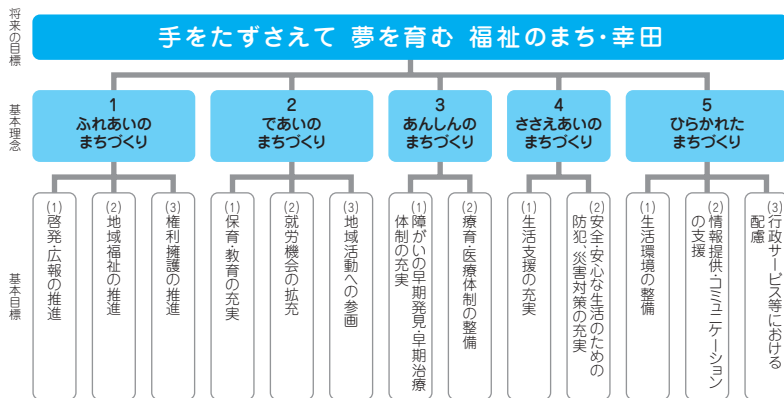 将来の目標
手をたずさえて 夢を育む 福祉のまち・幸田
基本理念
1
ふれあいの
まちづくり
2
であいの
まちづくり
3
あんしんの
まちづくり
4
ささえあいの
まちづくり
5
ひらかれた
まちづくり
基本目標
(1)啓発・広報の推進
(2)地域福祉の推進
(3)権利擁護の推進
(1)保育・教育の充実
(2)就労機会の拡充
(3)地域活動への参画
(1)障がいの早期発見・早期治療
体制の充実
(2)療育・医療体制の整備
(1)生活支援の充実
(2)安全・安心な生活のための
防犯、災害対策の充実
(1)生活環境の整備
(2)情報提供・コミュニケーション
の支援
(3)行政サービス等における
配慮